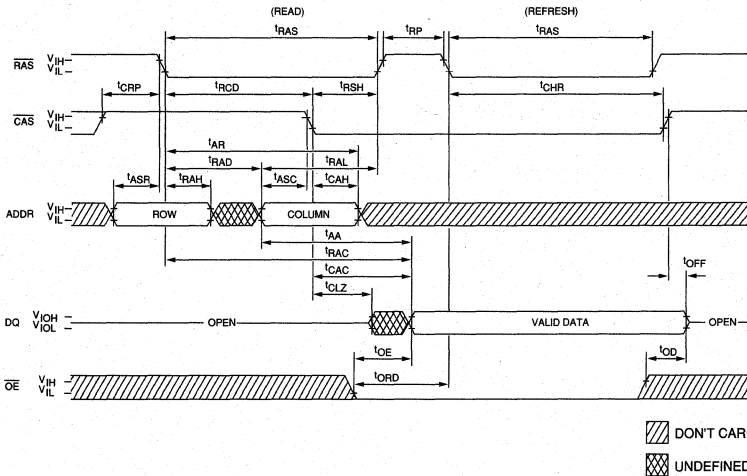 (READ) (REFRESH)
tRAS tRP tRAS
RAS VIH VIL
tCRP tRCD tRSH tCHR
CAS VIH VIL
tAR
tRAD tRAL
tASR tRAH tASC tCAH
ADDR VIH VIL ROW COLUMN
tAA
tRAC
tCAC tOFF
tCLZ
DQ VIOH VIOL OPEN VALID DATA OPEN
tOE tOD
tORD
OE VIH VIL
DON'T CAR
UNDEFINED